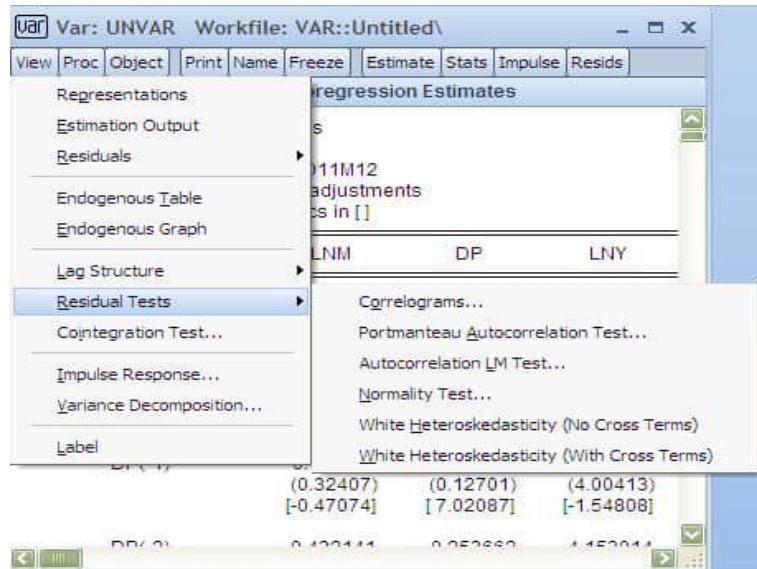 var Var: UNVAR Workfile: VAR::Untitled\
View Proc Object Print Name Freeze Estimate Stats Impulse Resids
regression Estimates
Representations
Estimation Output
s
Residuals
011M12
adjustments
Endogenous Table
cs in [ ]
Endogenous Graph
LNM DP LNY
Lag Structure
Residual Tests
Cointegration Test...
Impulse Response...
Variance Decomposition...
Label
Correlograms...
Portmanteau Autocorrelation Test...
Autocorrelation LM Test...
Normality Test...
White Heteroskedasticity (No Cross Terms)
White Heteroskedasticity (With Cross Terms)
(0.32407) (0.12701) (4.00413)
[-0.47074] [ 7.02087] [-1.54808]